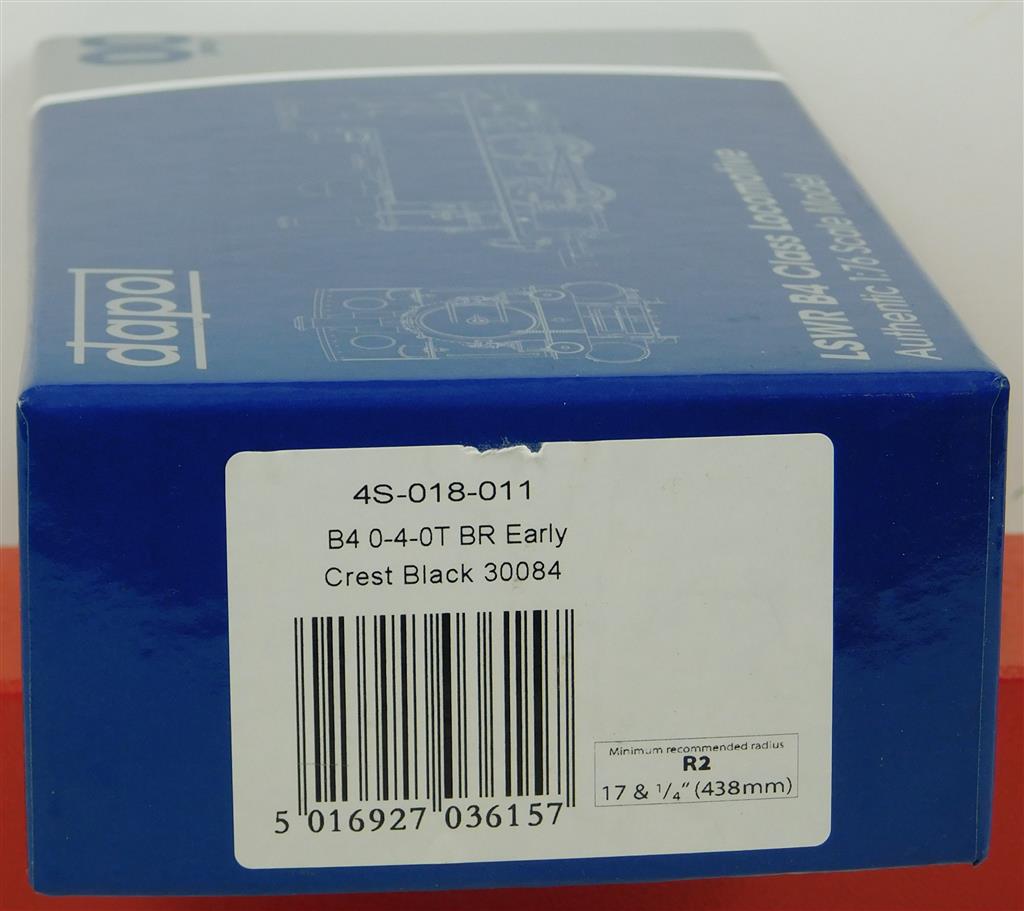 dapol
LSWR B4 Class Locomotive
Authentic 1:76 Scale Model
4S-018-011
B4 0-4-0T BR Early
Crest Black 30084
5 016927 036157
Minimum recommended radius
R2
17 & 1/4" (438mm)